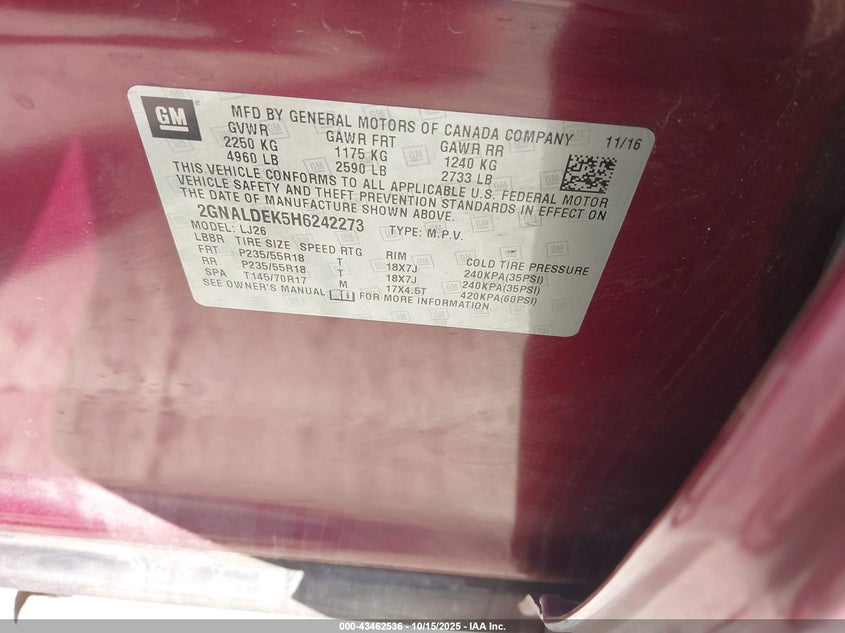 GM
MFD BY GENERAL MOTORS OF CANADA COMPANY 11/16
GVWR GAWR FRT GAWR RR
2250 KG 1175 KG 1240 KG
4960 LB 2590 LB 2733 LB
THIS VEHICLE CONFORMS TO ALL APPLICABLE U.S. FEDERAL MOTOR
VEHICLE SAFETY AND THEFT PREVENTION STANDARDS IN EFFECT ON
THE DATE OF MANUFACTURE SHOWN ABOVE.
2GNALDEK5H6242273 TYPE: M.P.V.
MODEL: LJ26
LBBR TIRE SIZE SPEED RTG RIM COLD TIRE PRESSURE
FRT P235/55R18 T 18X7J 240KPA(35PSI)
RR P235/55R18 T 18X7J 240KPA(35PSI)
SPA T145/70R17 M 17X4.5T 420KPA(60PSI)
SEE OWNER'S MANUAL FOR MORE INFORMATION.
000-43462536 - 10/15/2025 - IAA Inc.